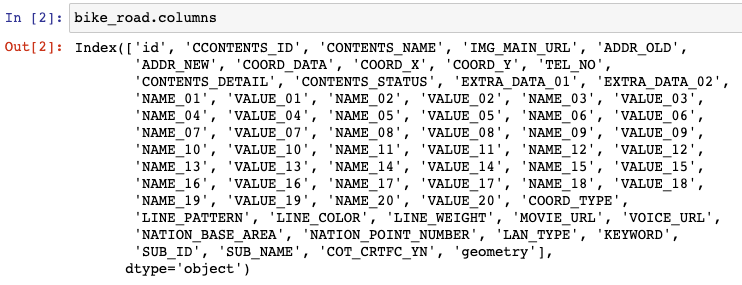 In [2]: bike_road.columns
Out[2]: Index(['id', 'CCONTENTS_ID', 'CONTENTS_NAME', 'IMG_MAIN_URL', 'ADDR_OLD',
'ADDR_NEW', 'COORD_DATA', 'COORD_X', 'COORD_Y', 'TEL_NO',
'CONTENTS_DETAIL', 'CONTENTS_STATUS', 'EXTRA_DATA_01', 'EXTRA_DATA_02',
'NAME_01', 'VALUE_01', 'NAME_02', 'VALUE_02', 'NAME_03', 'VALUE_03',
'NAME_04', 'VALUE_04', 'NAME_05', 'VALUE_05', 'NAME_06', 'VALUE_06',
'NAME_07', 'VALUE_07', 'NAME_08', 'VALUE_08', 'NAME_09', 'VALUE_09',
'NAME_10', 'VALUE_10', 'NAME_11', 'VALUE_11', 'NAME_12', 'VALUE_12',
'NAME_13', 'VALUE_13', 'NAME_14', 'VALUE_14', 'NAME_15', 'VALUE_15',
'NAME_16', 'VALUE_16', 'NAME_17', 'VALUE_17', 'NAME_18', 'VALUE_18',
'NAME_19', 'VALUE_19', 'NAME_20', 'VALUE_20', 'COORD_TYPE',
'LINE_PATTERN', 'LINE_COLOR', 'LINE_WEIGHT', 'MOVIE_URL', 'VOICE_URL',
'NATION_BASE_AREA', 'NATION_POINT_NUMBER', 'LAN_TYPE', 'KEYWORD',
'SUB_ID', 'SUB_NAME', 'COT_CRTFC_YN', 'geometry'],
dtype='object')